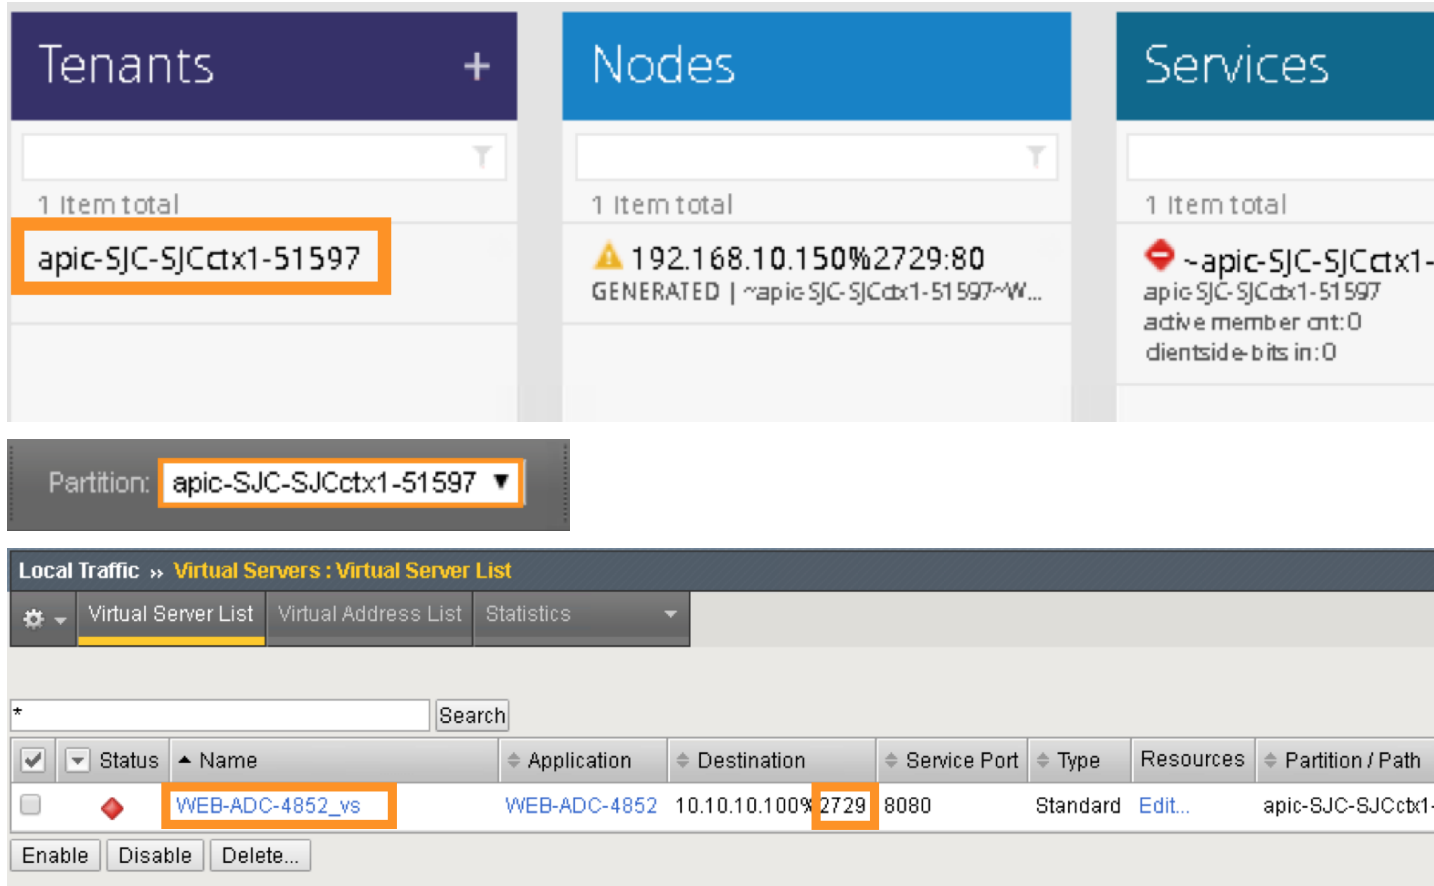 Tenants +
Nodes
Services
1 Item total
1 Item total
1 Item total
apic-SJC-SJCctx1-51597
192.168.10.150%2729:80
GENERATED | ~apic-SJC-SJCctx1-51597~W...
~apic-SJC-SJCctx1-
apic-SJC-SJCctx1-51597
active member cnt: 0
clientside-bits in: 0
Partition: apic-SJC-SJCctx1-51597
Local Traffic ›› Virtual Servers : Virtual Server List
Virtual Server List Virtual Address List Statistics
* Search
Status Name Application Destination Service Port Type Resources Partition / Path
WEB-ADC-4852_vs WEB-ADC-4852 10.10.10.100%2729 8080 Standard Edit... apic-SJC-SJCctx1-
Enable Disable Delete...